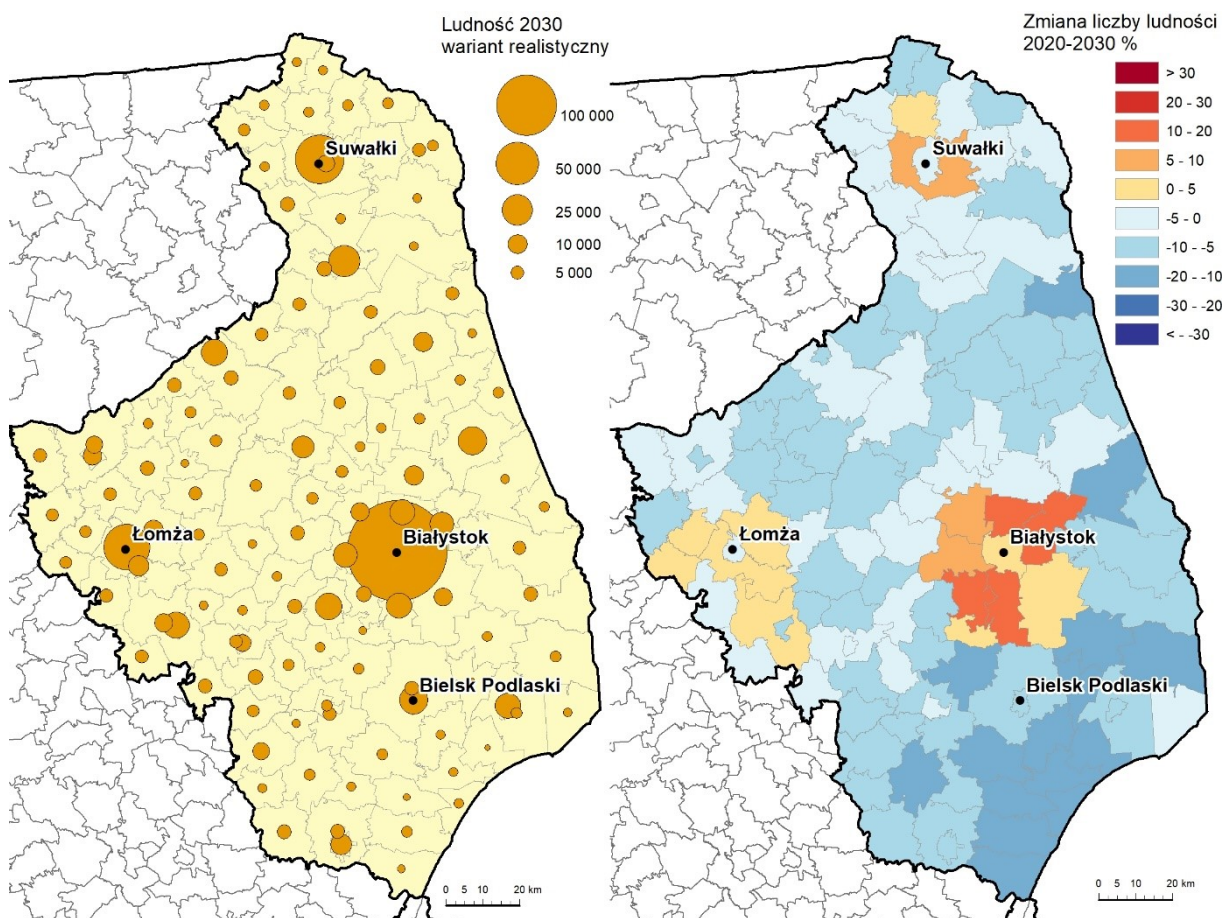 Ludność 2030
wariant realistyczny
100 000
50 000
25 000
10 000
5 000
Suwałki
Łomża
Białystok
Bielsk Podlaski
0 5 10 20 km
Zmiana liczby ludności
2020-2030 %
> 30
20 - 30
10 - 20
5 - 10
0 - 5
-5 - 0
-10 - -5
-20 - -10
-30 - -20
< - -30
Suwałki
Łomża
Białystok
Bielsk Podlaski
0 5 10 20 km